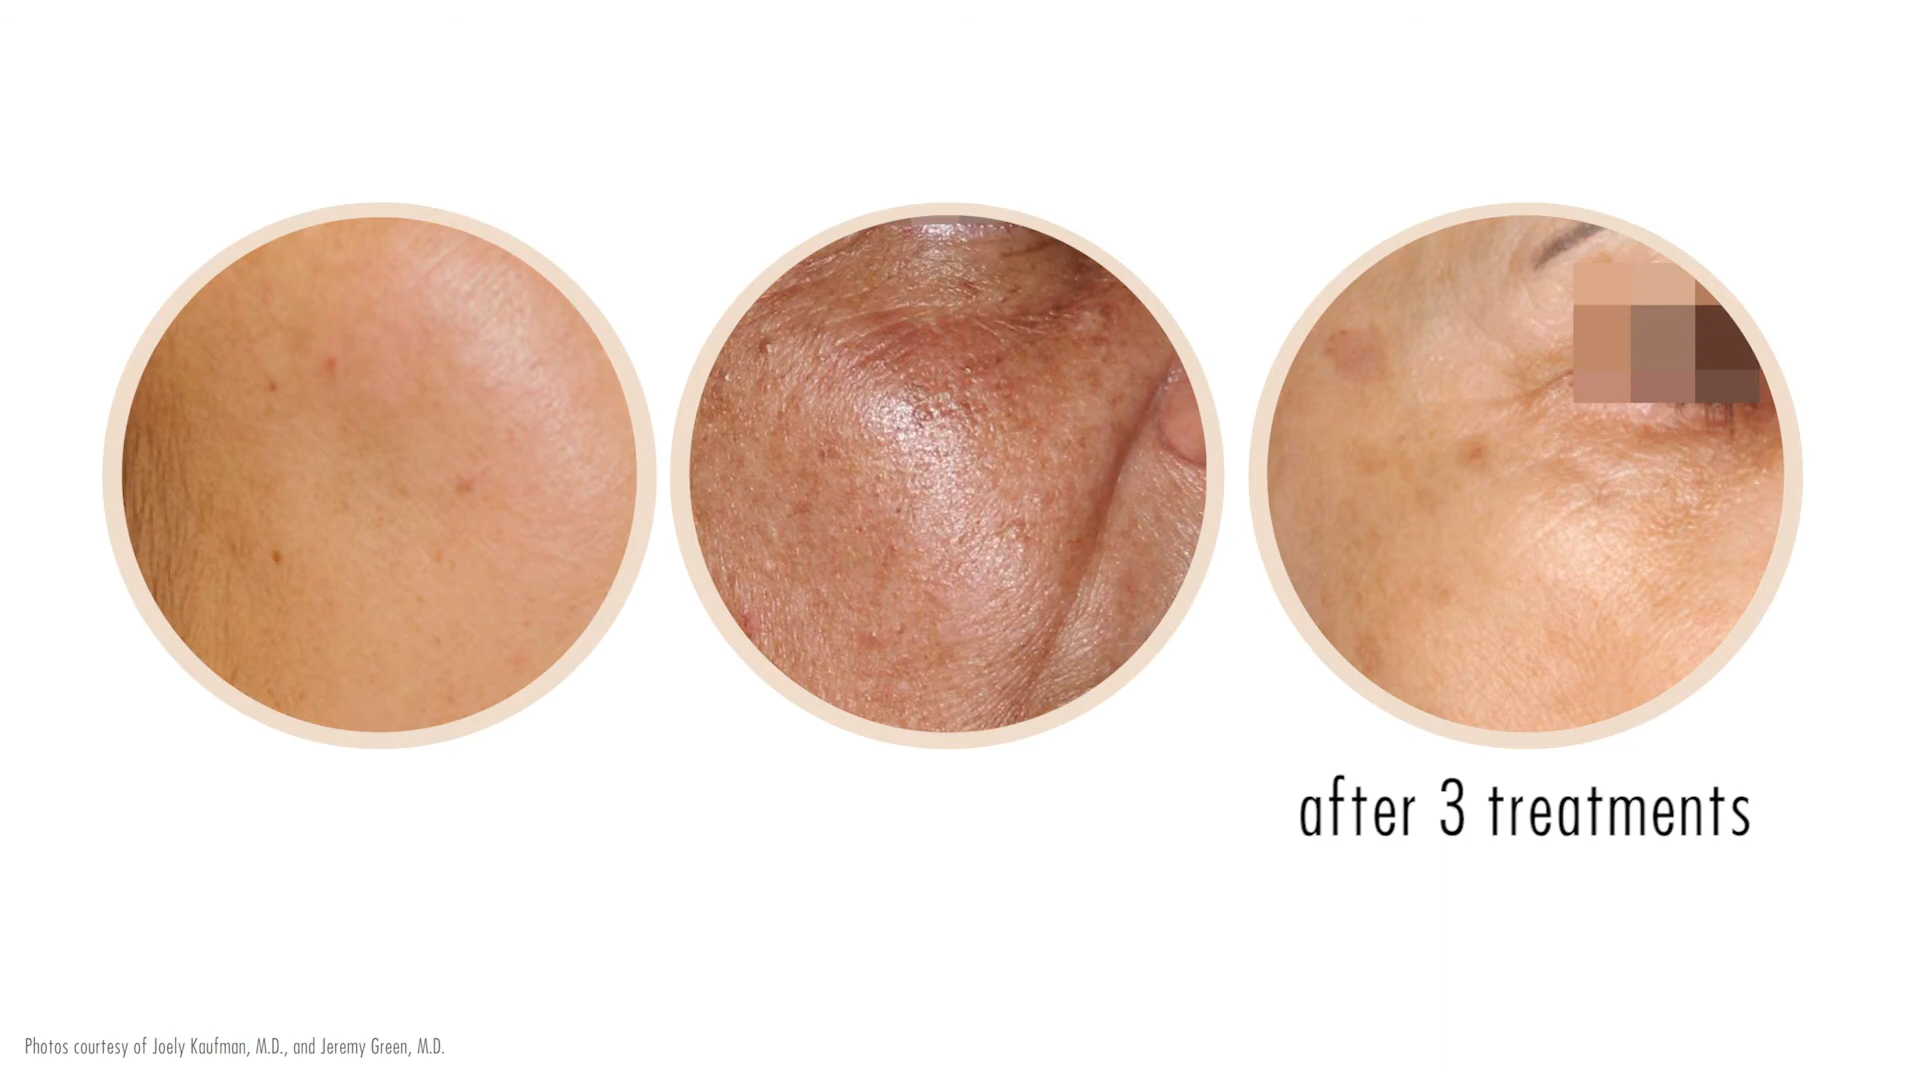 after 3 treatments
Photos courtesy of Joely Kaufman, M.D., and Jeremy Green, M.D.